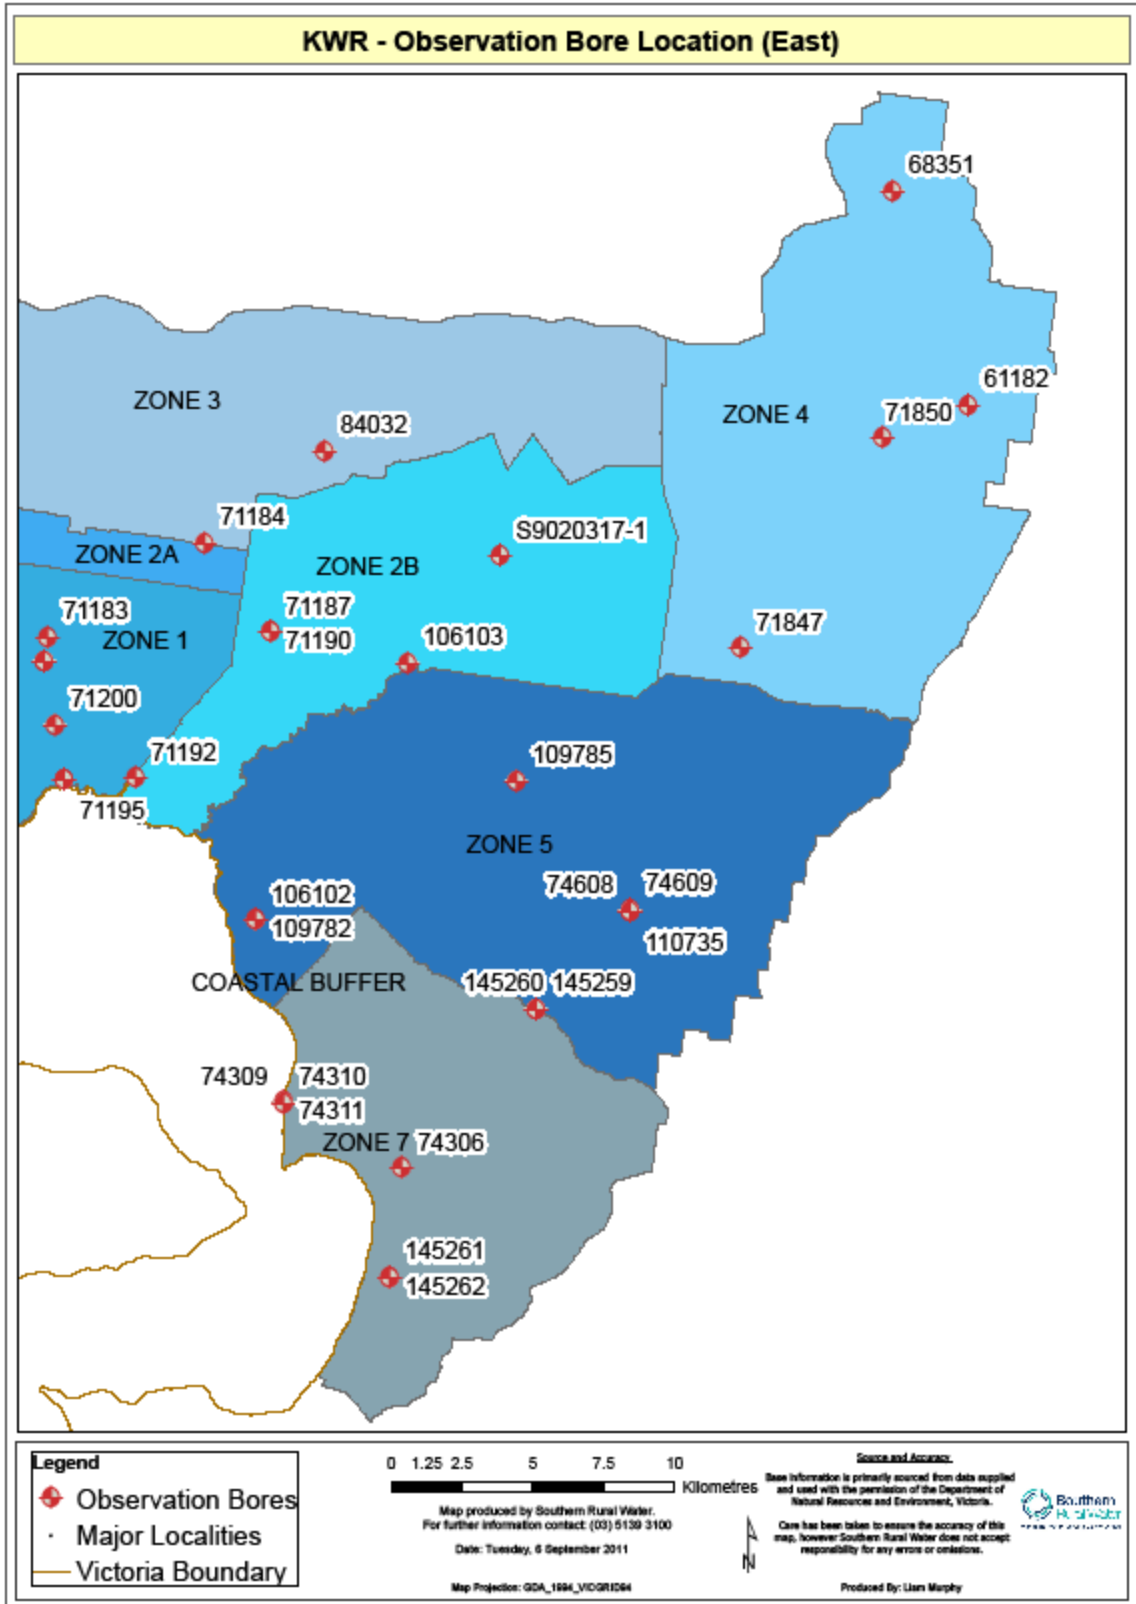 KWR - Observation Bore Location (East)
68351
61182
ZONE 3
84032
ZONE 4
71850
71184
S9020317-1
ZONE 2A
ZONE 2B
71183
ZONE 1
71187
71190
106103
71847
71200
71192
109785
71195
ZONE 5
74608 74609
106102
109782
110735
COASTAL BUFFER
145260 145259
74309
74310
74311
ZONE 7
74306
145261
145262
Legend
Observation Bores
Major Localities
Victoria Boundary
0 1.25 2.5 5 7.5 10
Kilometres
Map produced by Southern Rural Water.
For further information contact: (03) 5139 3100
Date: Tuesday, 6 September 2011
Map Projection: GDA_1994_VICGRID94
N
Source and Accuracy
Base information is primarily sourced from data supplied
and used with the permission of the Department of
Natural Resources and Environment, Victoria.
Care has been taken to ensure the accuracy of this
map, however Southern Rural Water does not accept
responsibility for any errors or omissions.
Produced By: Liam Murphy
Southern
Rural Water